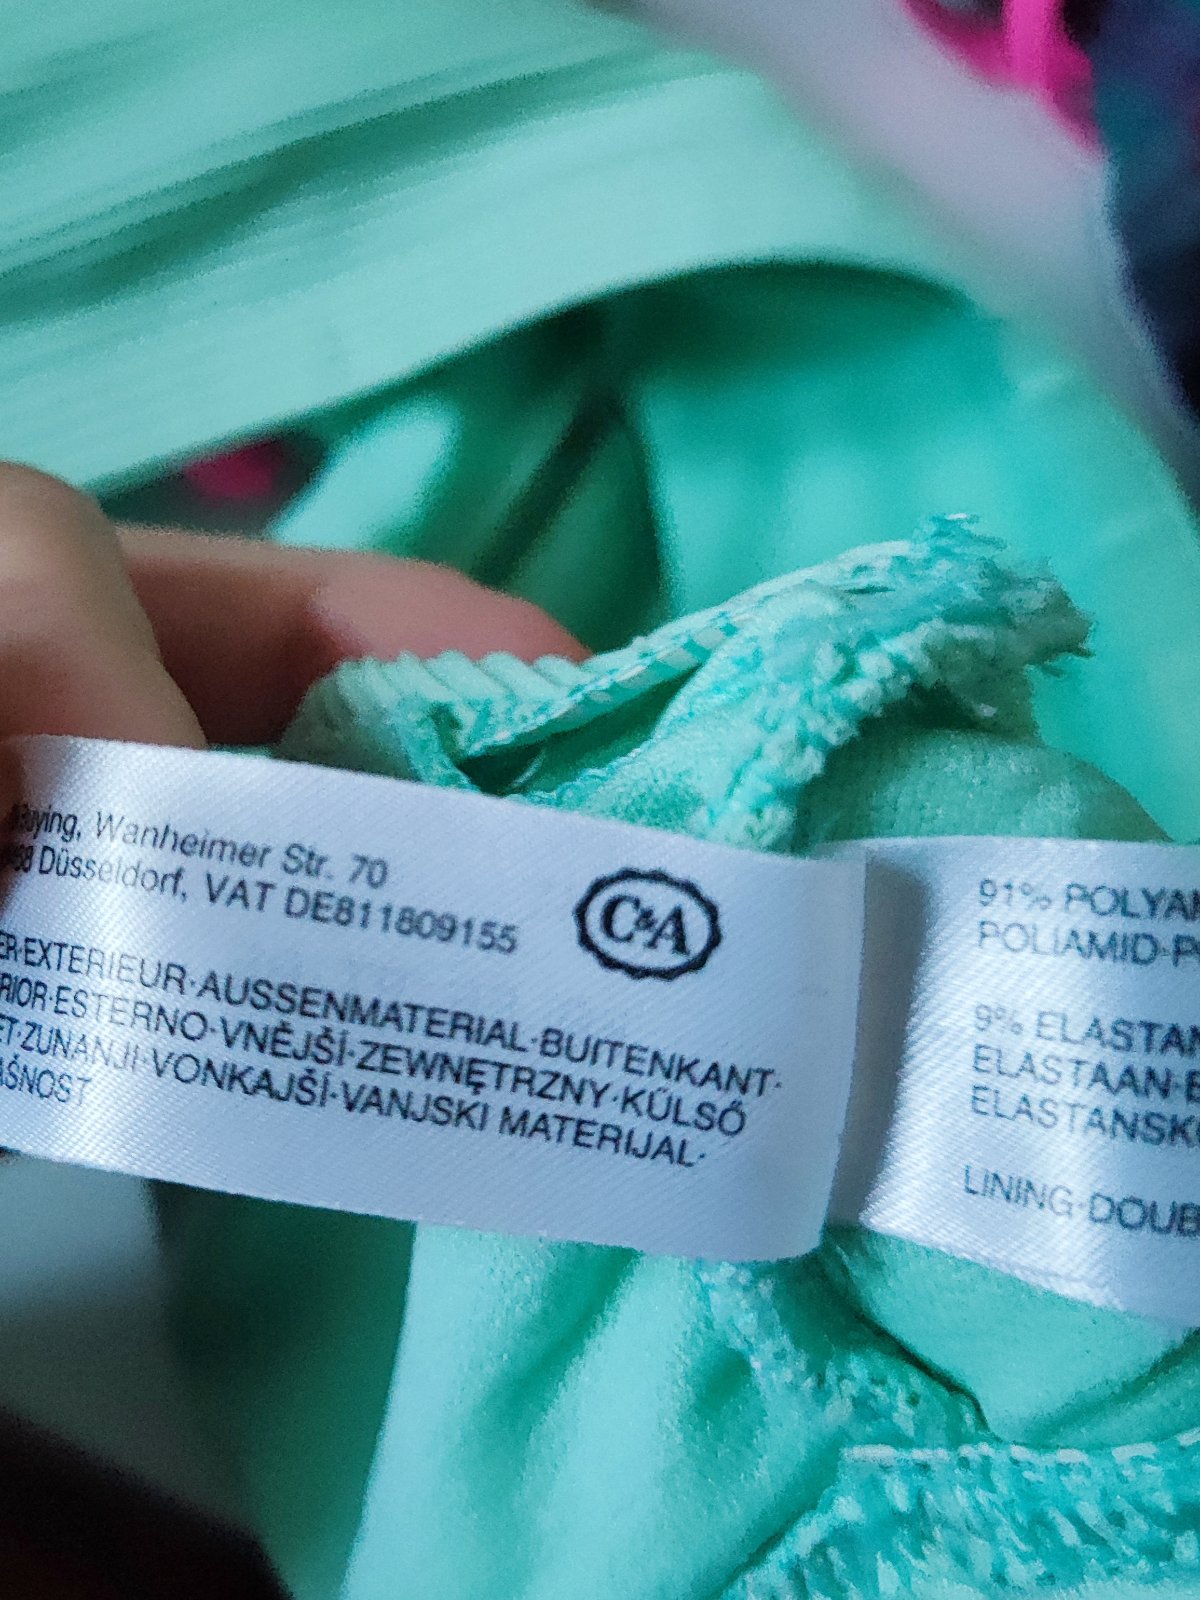 Wanheimer Str. 70
Düsseldorf, VAT DE811809155
C&A
EXTERIEUR·AUSSENMATERIAL·BUITENKANT·
ESTERNO·VNĚJŠÍ·ZEWNĘTRZNY·KÜLSŐ
ZUNANJI·VONKAJŠÍ·VANJSKI MATERIJAL·
91% POLYA
POLIAMID·P
9% ELASTAN
ELASTAAN·E
ELASTANSK
LINING·DOUB